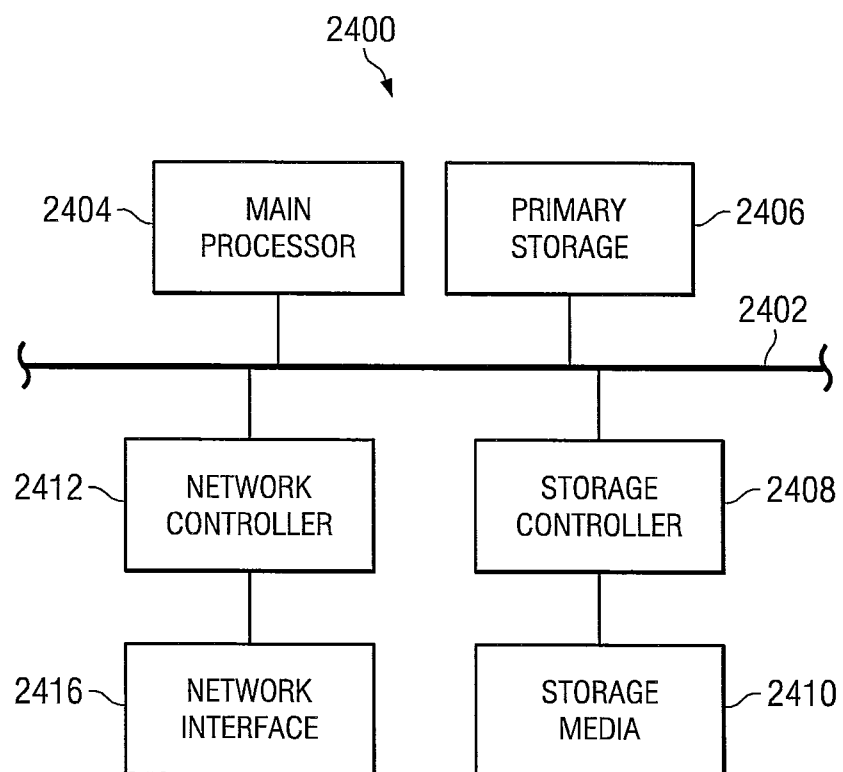 2400
2404
MAIN
PROCESSOR
PRIMARY
STORAGE
2406
2402
2412
NETWORK
CONTROLLER
STORAGE
CONTROLLER
2408
2416
NETWORK
INTERFACE
STORAGE
MEDIA
2410